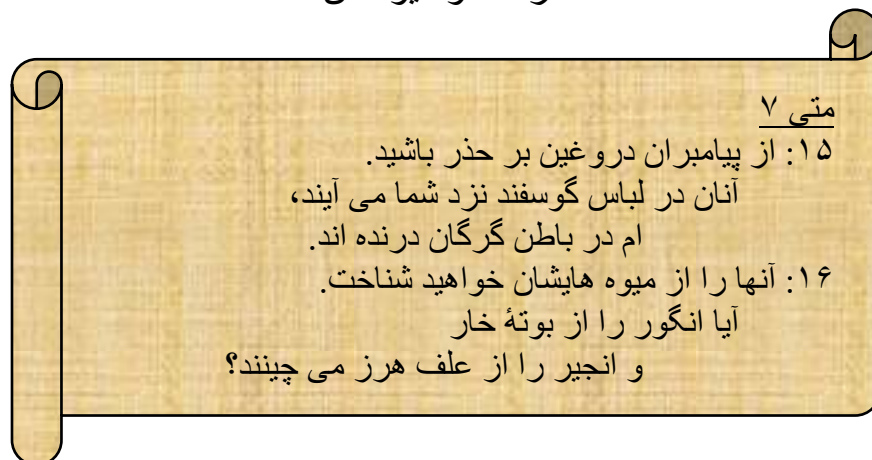 متی ۷
۱۵: از پیامبران دروغین بر حذر باشید.
آنان در لباس گوسفند نزد شما می آیند،
ام در باطن گرگان درنده اند.
۱۶: آنها را از میوه هایشان خواهید شناخت.
آیا انگور را از بوتۀ خار
و انجیر را از علف هرز می چینند؟